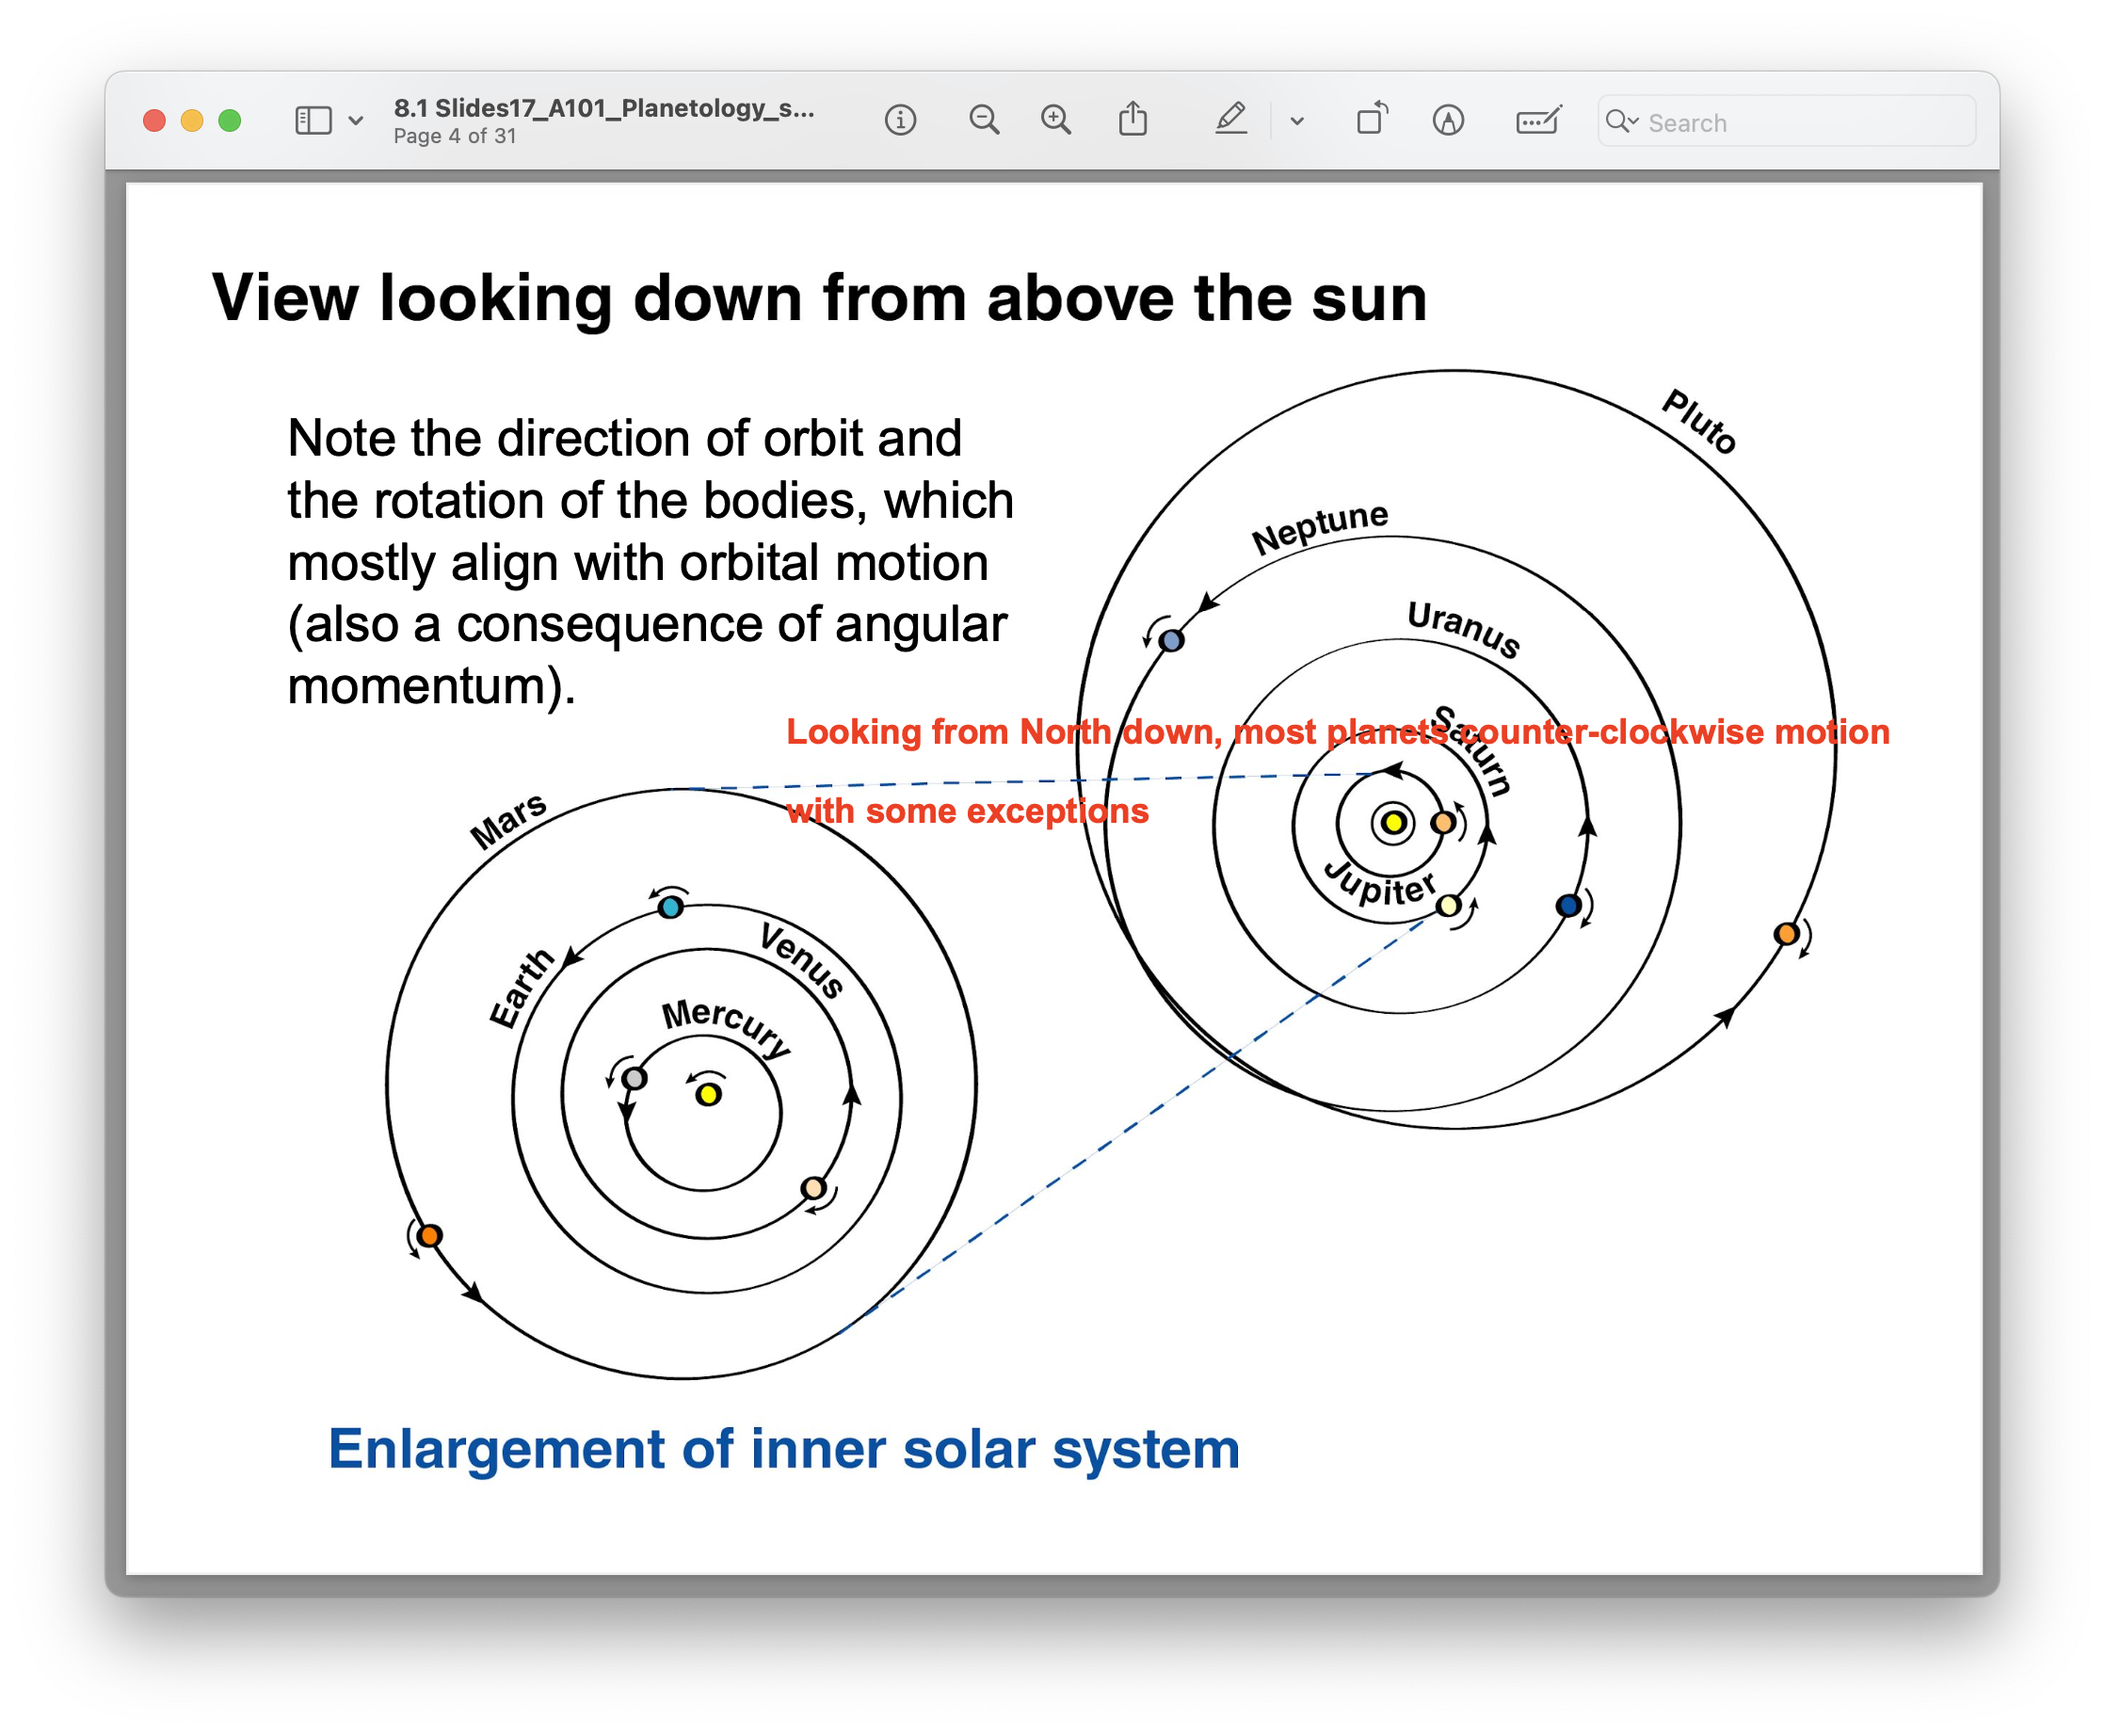 8.1 Slides17_A101_Planetology_s...
Page 4 of 31
Search
View looking down from above the sun
Note the direction of orbit and
the rotation of the bodies, which
mostly align with orbital motion
(also a consequence of angular
momentum).
Pluto
Neptune
Uranus
Saturn
Jupiter
Looking from North down, most planets counter-clockwise motion
with some exceptions
Mars
Earth
Venus
Mercury
Enlargement of inner solar system